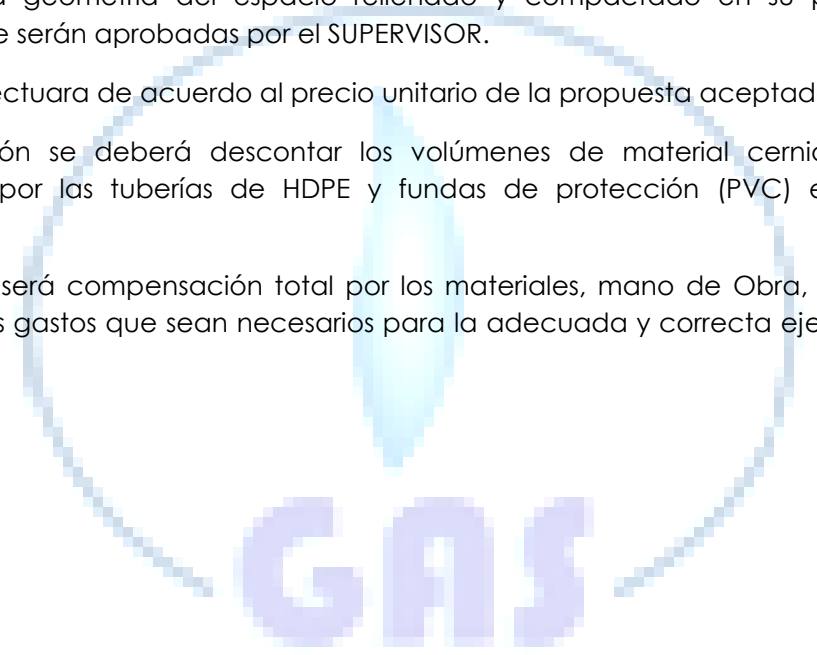 geometría del espacio rellenado y compactado en su
e serán aprobadas por el SUPERVISOR.
ectuara de acuerdo al precio unitario de la propuesta aceptad
ón se deberá descontar los volúmenes de material cernic
por las tuberías de HDPE y fundas de protección (PVC) e
será compensación total por los materiales, mano de Obra,
s gastos que sean necesarios para la adecuada y correcta eje
GAS